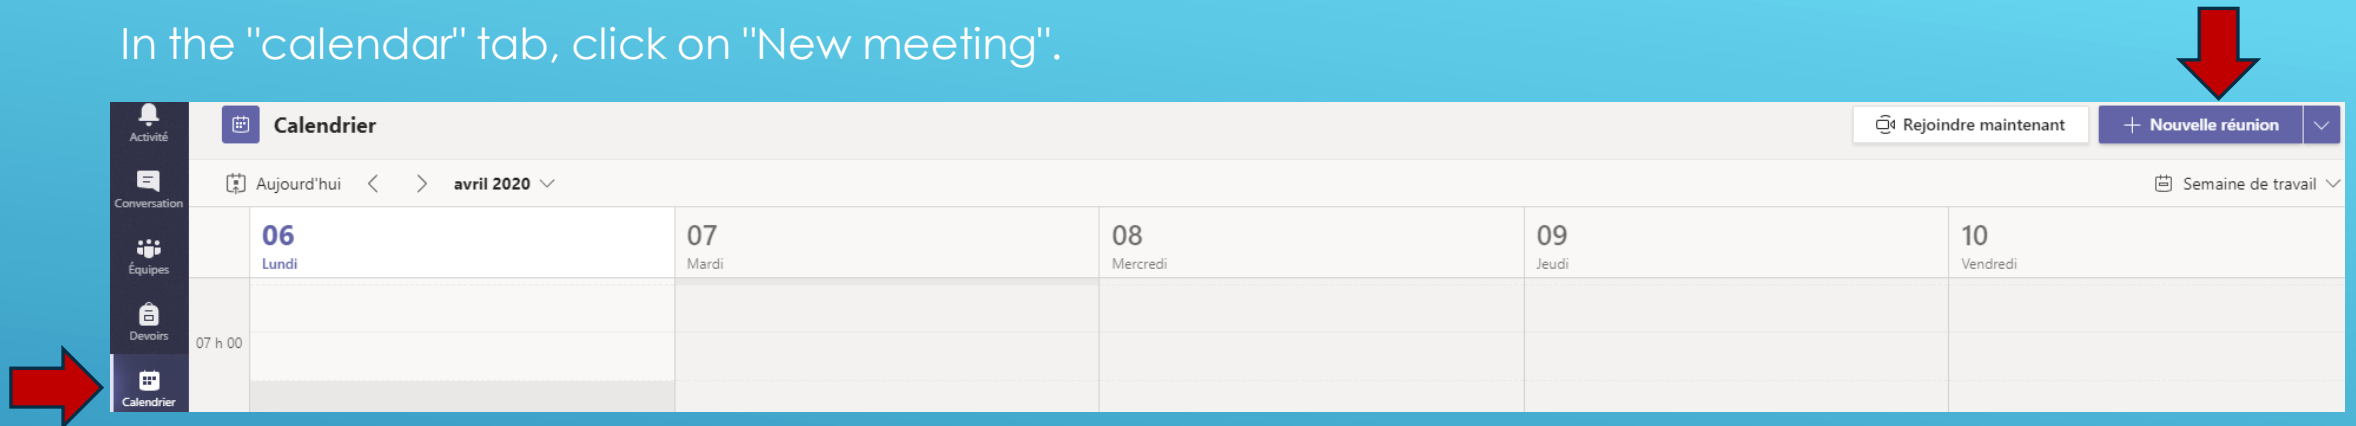 In the "calendar" tab, click on "New meeting".
Activité
Calendrier
Rejoindre maintenant
Nouvelle réunion
Conversation
Aujourd'hui
avril 2020
Semaine de travail
06
07
08
09
10
Lundi
Mardi
Mercredi
Jeudi
Vendredi
Équipes
Devoirs
07 h 00
Calendrier